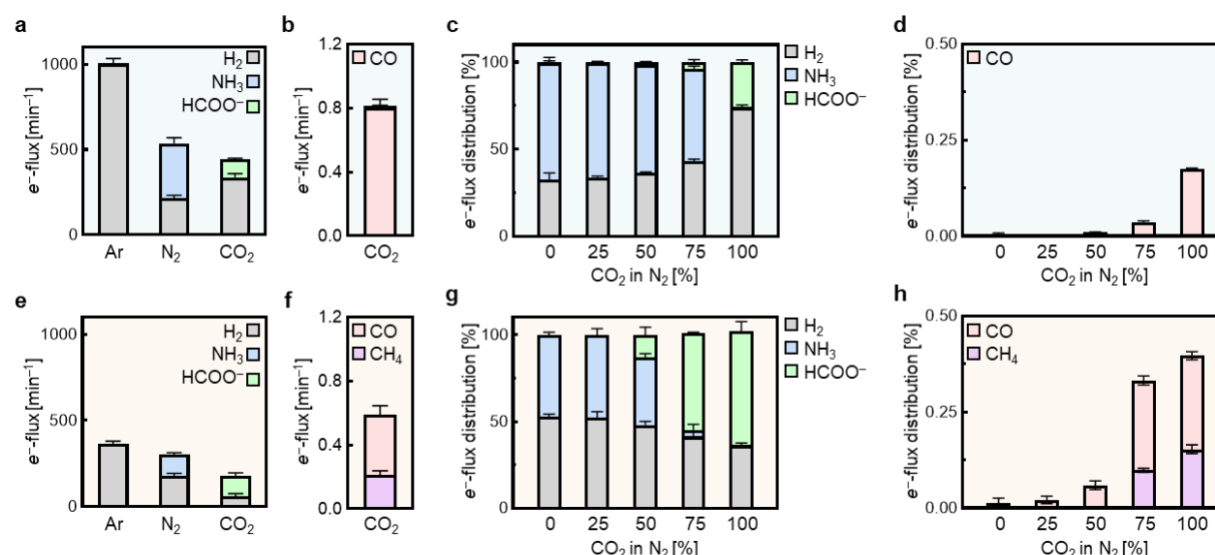 a
e⁻-flux [min⁻¹]
1000
500
0
H₂
NH₃
HCOO⁻
Ar
N₂
CO₂
b
e⁻-flux [min⁻¹]
1.2
0.8
0.4
0.0
CO
CO₂
c
e⁻-flux distribution [%]
100
50
0
H₂
NH₃
HCOO⁻
0 25 50 75 100
CO₂ in N₂ [%]
d
e⁻-flux distribution [%]
0.50
0.25
0.00
CO
0 25 50 75 100
CO₂ in N₂ [%]
e
e⁻-flux [min⁻¹]
1000
500
0
H₂
NH₃
HCOO⁻
Ar
N₂
CO₂
f
e⁻-flux [min⁻¹]
1.2
0.8
0.4
0.0
CO
CH₄
CO₂
g
e⁻-flux distribution [%]
100
50
0
H₂
NH₃
HCOO⁻
0 25 50 75 100
CO₂ in N₂ [%]
h
e⁻-flux distribution [%]
0.50
0.25
0.00
CO
CH₄
0 25 50 75 100
CO₂ in N₂ [%]